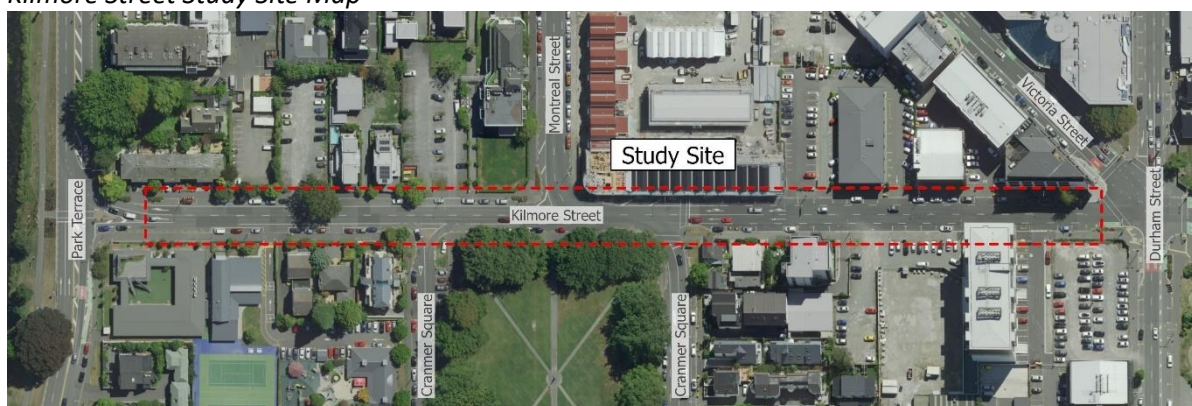 Kilmore Street Study Site Map
Montreal Street
Victoria Street
Study Site
Park Terrace
Kilmore Street
Durham Street
Cranmer Square
Cranmer Square